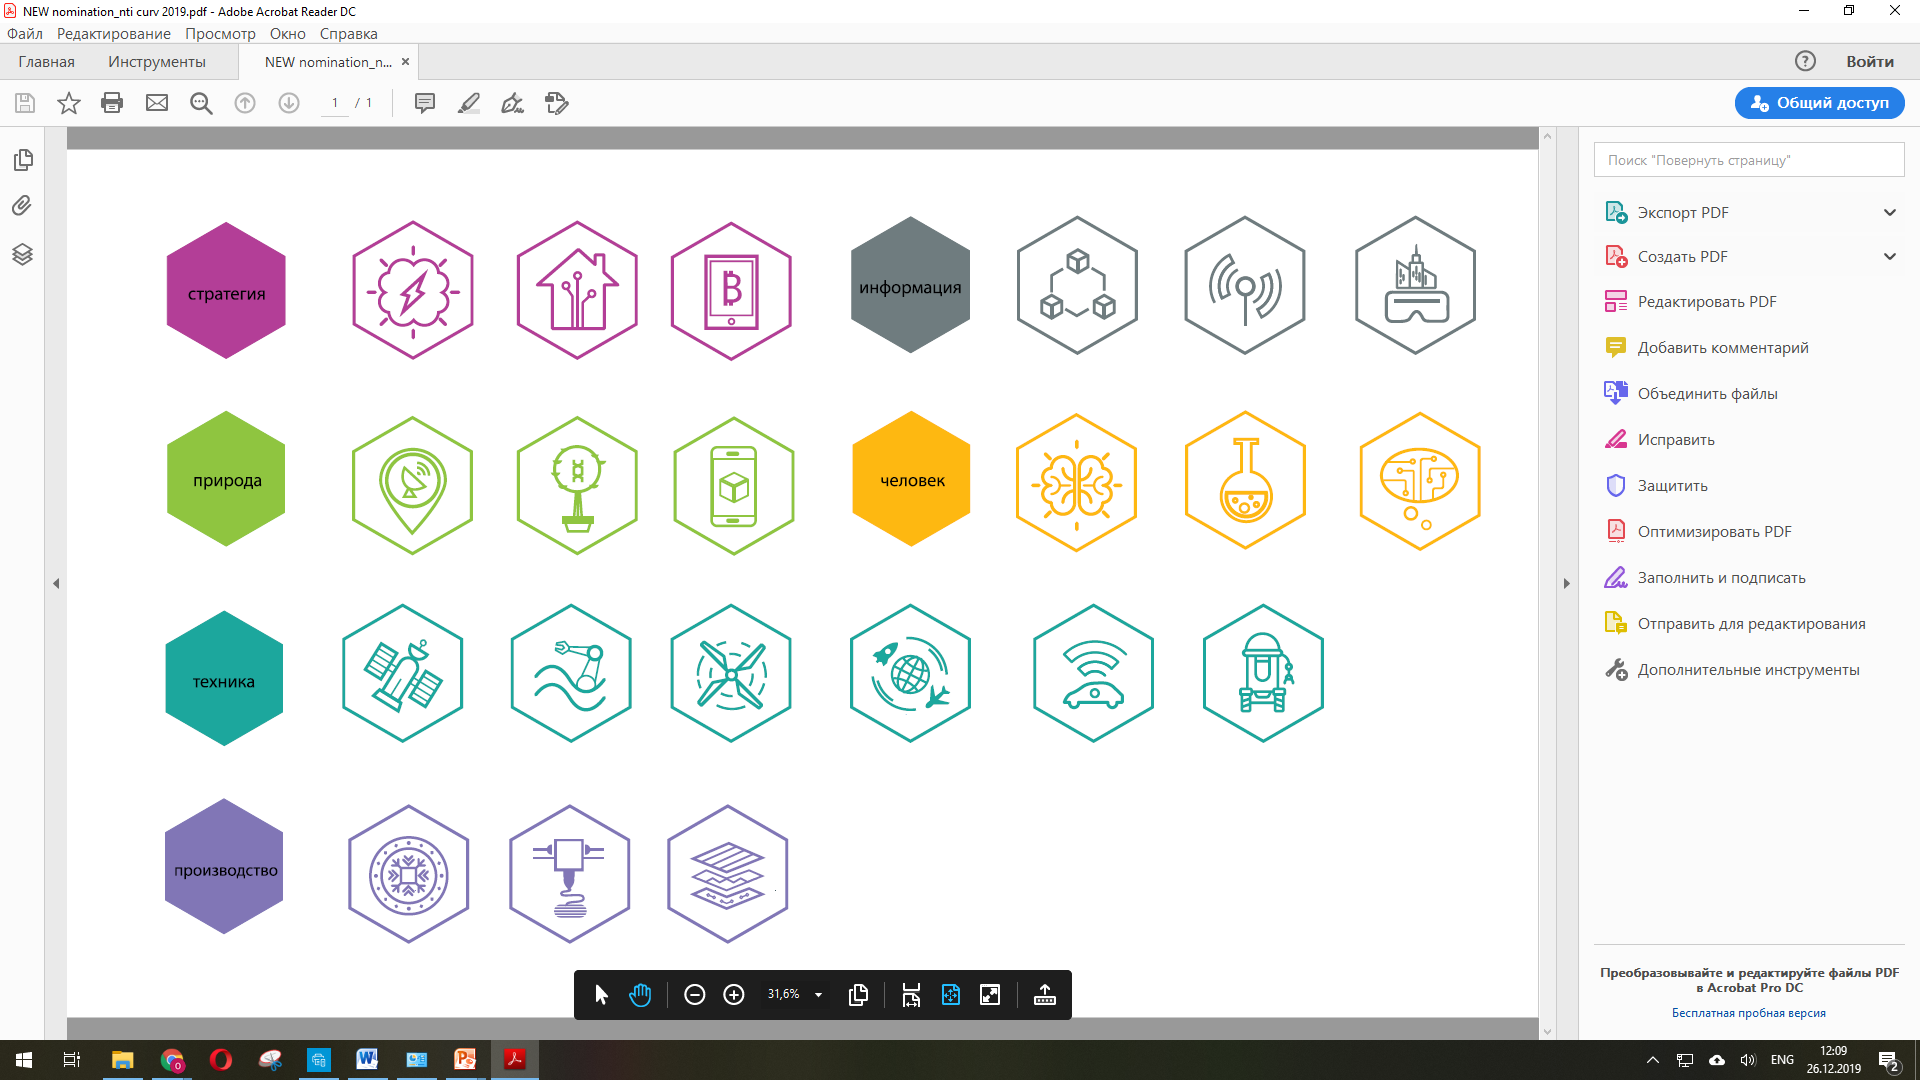 NEW nomination_nti curv 2019.pdf - Adobe Acrobat Reader DC
Файл Редактирование Просмотр Окно Справка
Главная Инструменты NEW nomination_n... × ? Войти
1 / 1 Общий доступ
Поиск "Повернуть страницу"
Экспорт PDF
Создать PDF
Редактировать PDF
Добавить комментарий
Объединить файлы
Исправить
Защитить
Оптимизировать PDF
Заполнить и подписать
Отправить для редактирования
Дополнительные инструменты
Преобразовывайте и редактируйте файлы PDF
в Acrobat Pro DC
Бесплатная пробная версия
стратегия
информация
природа
человек
техника
производство
31,6%
ENG
12:09
26.12.2019
2